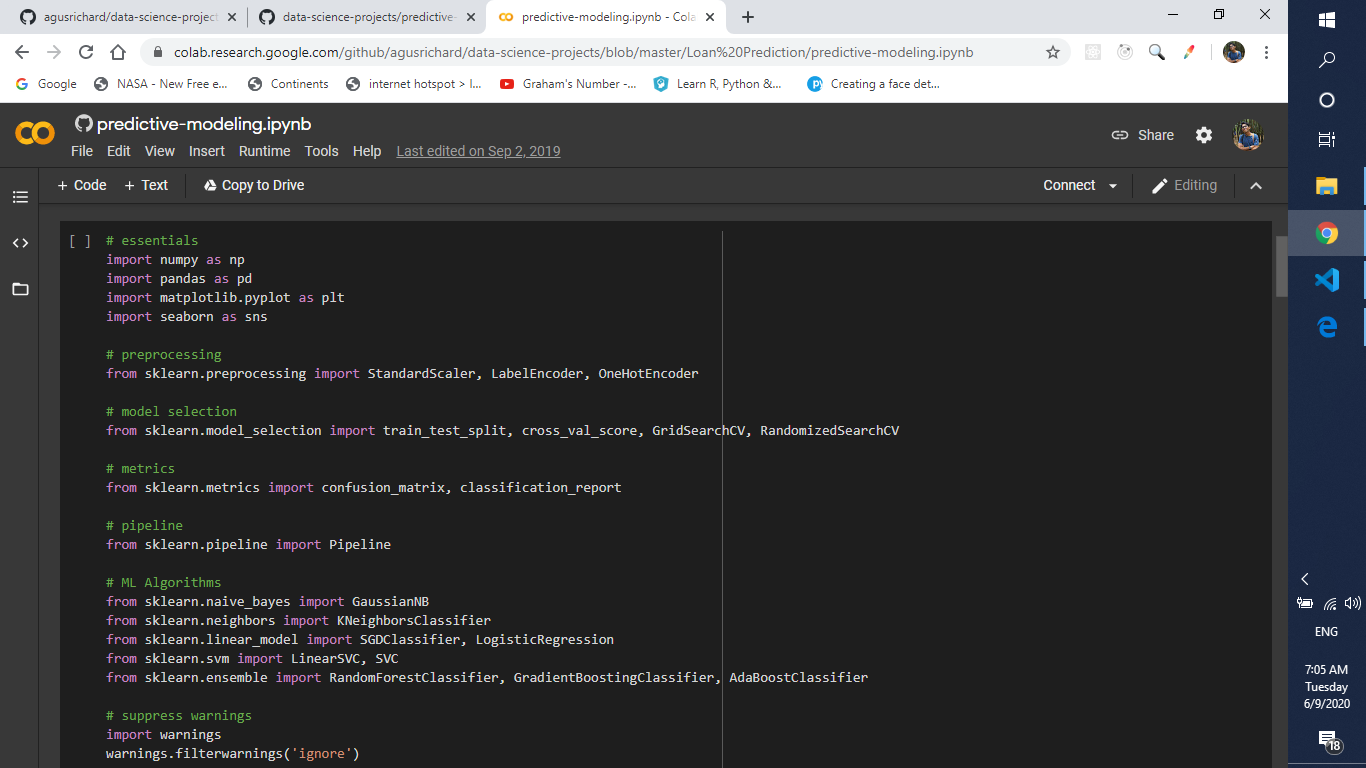 agusrichard/data-science-project
data-science-projects/predictive-
predictive-modeling.ipynb - Cola
colab.research.google.com/github/agusrichard/data-science-projects/blob/master/Loan%20Prediction/predictive-modeling.ipynb
Google
NASA - New Free e...
Continents
internet hotspot > I...
Graham's Number -...
Learn R, Python &...
Creating a face det...
predictive-modeling.ipynb
Share
File Edit View Insert Runtime Tools Help Last edited on Sep 2, 2019
+ Code + Text Copy to Drive
Connect Editing
[ ] # essentials
import numpy as np
import pandas as pd
import matplotlib.pyplot as plt
import seaborn as sns
# preprocessing
from sklearn.preprocessing import StandardScaler, LabelEncoder, OneHotEncoder
# model selection
from sklearn.model_selection import train_test_split, cross_val_score, GridSearchCV, RandomizedSearchCV
# metrics
from sklearn.metrics import confusion_matrix, classification_report
# pipeline
from sklearn.pipeline import Pipeline
# ML Algorithms
from sklearn.naive_bayes import GaussianNB
from sklearn.neighbors import KNeighborsClassifier
from sklearn.linear_model import SGDClassifier, LogisticRegression
from sklearn.svm import LinearSVC, SVC
from sklearn.ensemble import RandomForestClassifier, GradientBoostingClassifier, AdaBoostClassifier
# suppress warnings
import warnings
warnings.filterwarnings('ignore')
ENG
7:05 AM
Tuesday
6/9/2020
18